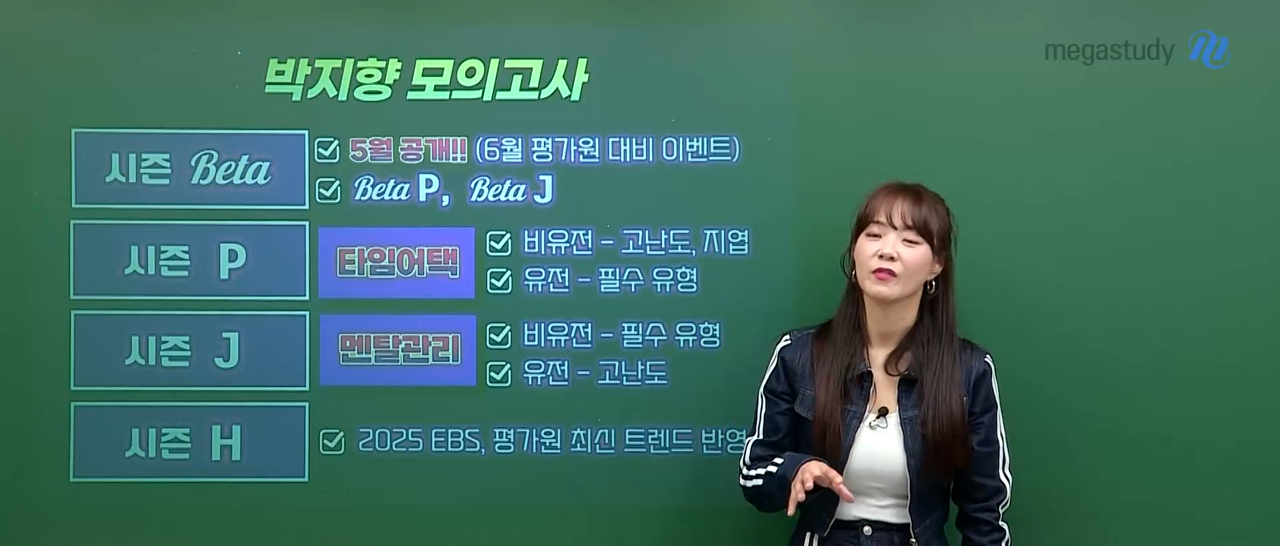 megastudy
박지향 모의고사
시즌 Beta
5월 공개!! (6월 평가원 대비 이벤트)
Beta P, Beta J
시즌 P
타임어택
비유전 - 고난도, 지엽
유전 - 필수 유형
시즌 J
멘탈관리
비유전 - 필수 유형
유전 - 고난도
시즌 H
2025 EBS, 평가원 최신 트렌드 반영